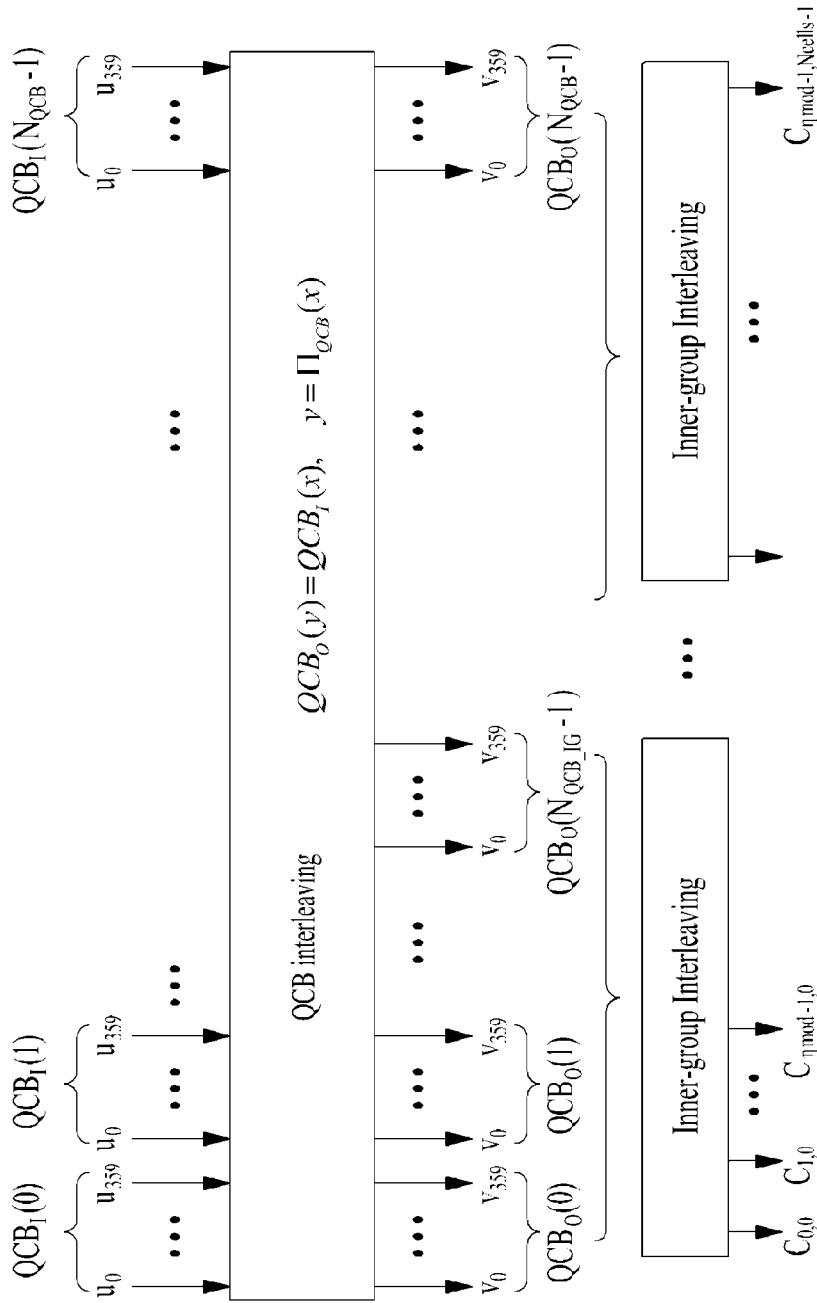 QCB_I(0) QCB_I(1) QCB_I(N_QCB-1)
u_0 ••• u_359 u_0 ••• u_359 ••• u_0 ••• u_359
•••
QCB interleaving QCB_O(y) = QCB_I(x), y = Π_QCB(x)
v_0 ••• v_359 v_0 ••• v_359 ••• v_0 ••• v_359 ••• v_0 ••• v_359
QCB_O(0) QCB_O(1) QCB_O(N_QCB_IG-1) QCB_O(N_QCB-1)
Inner-group Interleaving ••• Inner-group Interleaving
C_0,0 C_1,0 ••• C_ηmod-1,0 ••• C_ηmod-1,Ncells-1